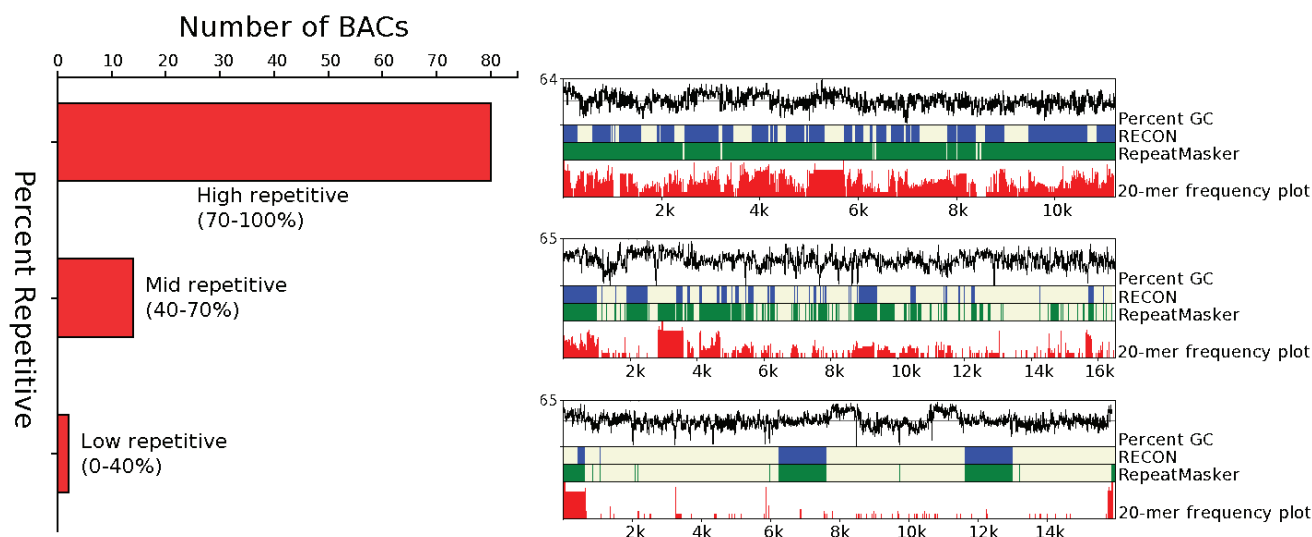 Number of BACs
0 10 20 30 40 50 60 70 80
Percent Repetitive
High repetitive
(70-100%)
Mid repetitive
(40-70%)
Low repetitive
(0-40%)
64
Percent GC
RECON
RepeatMasker
20-mer frequency plot
2k 4k 6k 8k 10k
65
Percent GC
RECON
RepeatMasker
20-mer frequency plot
2k 4k 6k 8k 10k 12k 14k 16k
65
Percent GC
RECON
RepeatMasker
20-mer frequency plot
2k 4k 6k 8k 10k 12k 14k